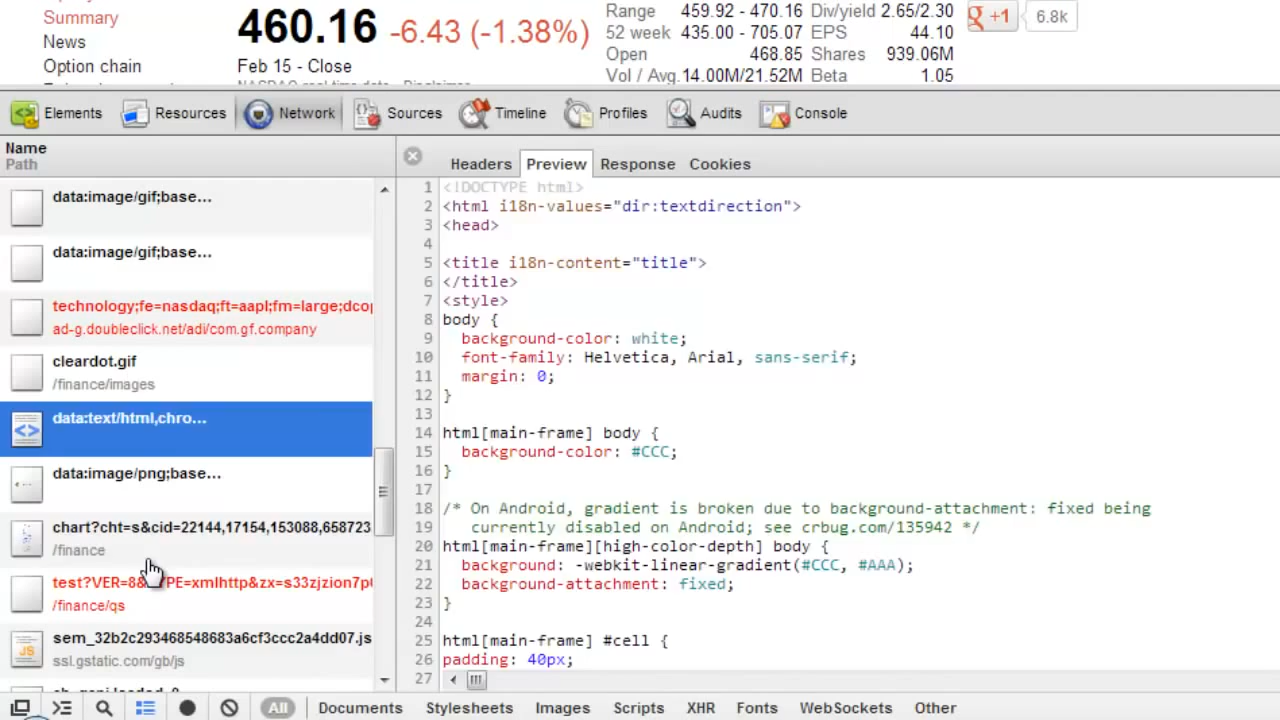 Summary
News
Option chain
460.16 -6.43 (-1.38%)
Feb 15 - Close
NASDAQ real-time data - Disclaimer
Range 459.92 - 470.16 Div/yield 2.65/2.30
52 week 435.00 - 705.07 EPS 44.10
Open 468.85 Shares 939.06M
Vol / Avg. 14.00M/21.52M Beta 1.05
g +1 6.8k
Elements Resources Network Sources Timeline Profiles Audits Console
Name
Path
Headers Preview Response Cookies
data:image/gif;base...
data:image/gif;base...
technology;fe=nasdaq;ft=aapl;fm=large;dcop
ad-g.doubleclick.net/adi/com.gf.company
cleardot.gif
/finance/images
data:text/html,chro...
data:image/png;base...
chart?cht=s&cid=22144,17154,153088,658723
/finance
/finance/qs
sem_32b2c293468548683a6cf3ccc2a4dd07.js
ssl.gstatic.com/gb/js
1 <!DOCTYPE html>
2 <html i18n-values="dir:textdirection">
3 <head>
4
5 <title i18n-content="title">
6 </title>
7 <style>
8 body {
9 background-color: white;
10 font-family: Helvetica, Arial, sans-serif;
11 margin: 0;
12 }
13
14 html[main-frame] body {
15 background-color: #CCC;
16 }
17
18 /* On Android, gradient is broken due to background-attachment: fixed being
19 currently disabled on Android; see crbug.com/135942 */
20 html[main-frame][high-color-depth] body {
21 background: -webkit-linear-gradient(#CCC, #AAA);
22 background-attachment: fixed;
23 }
24
25 html[main-frame] #cell {
26 padding: 40px;
27
All Documents Stylesheets Images Scripts XHR Fonts WebSockets Other